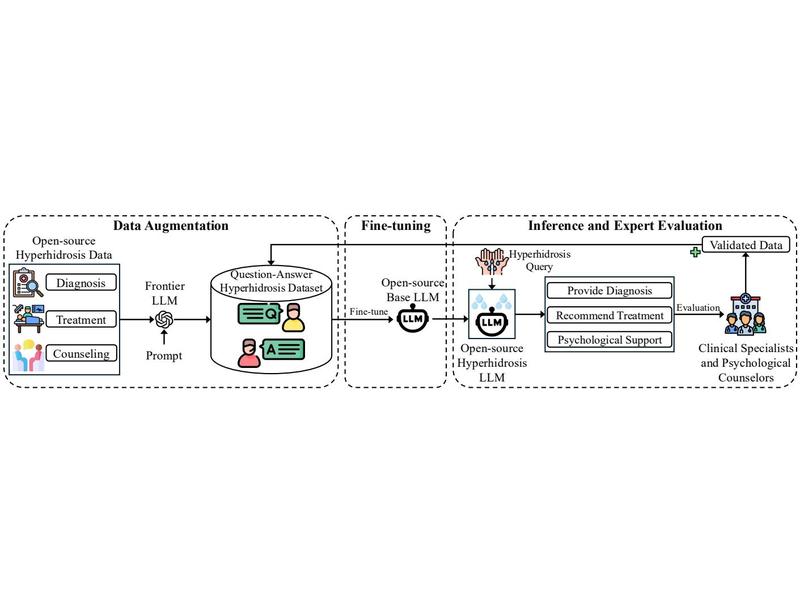 Data Augmentation
Open-source
Hyperhidrosis Data
Diagnosis
Treatment
Counseling
Frontier
LLM
Prompt
Question-Answer
Hyperhidrosis Dataset
Q
A
Fine-tuning
Fine-tune
Open-source
Base LLM
LLM
Inference and Expert Evaluation
Hyperhidrosis
Query
LLM
Open-source
Hyperhidrosis
LLM
Provide Diagnosis
Recommend Treatment
Psychological Support
Evaluation
Validated Data
Clinical Specialists
and Psychological
Counselors